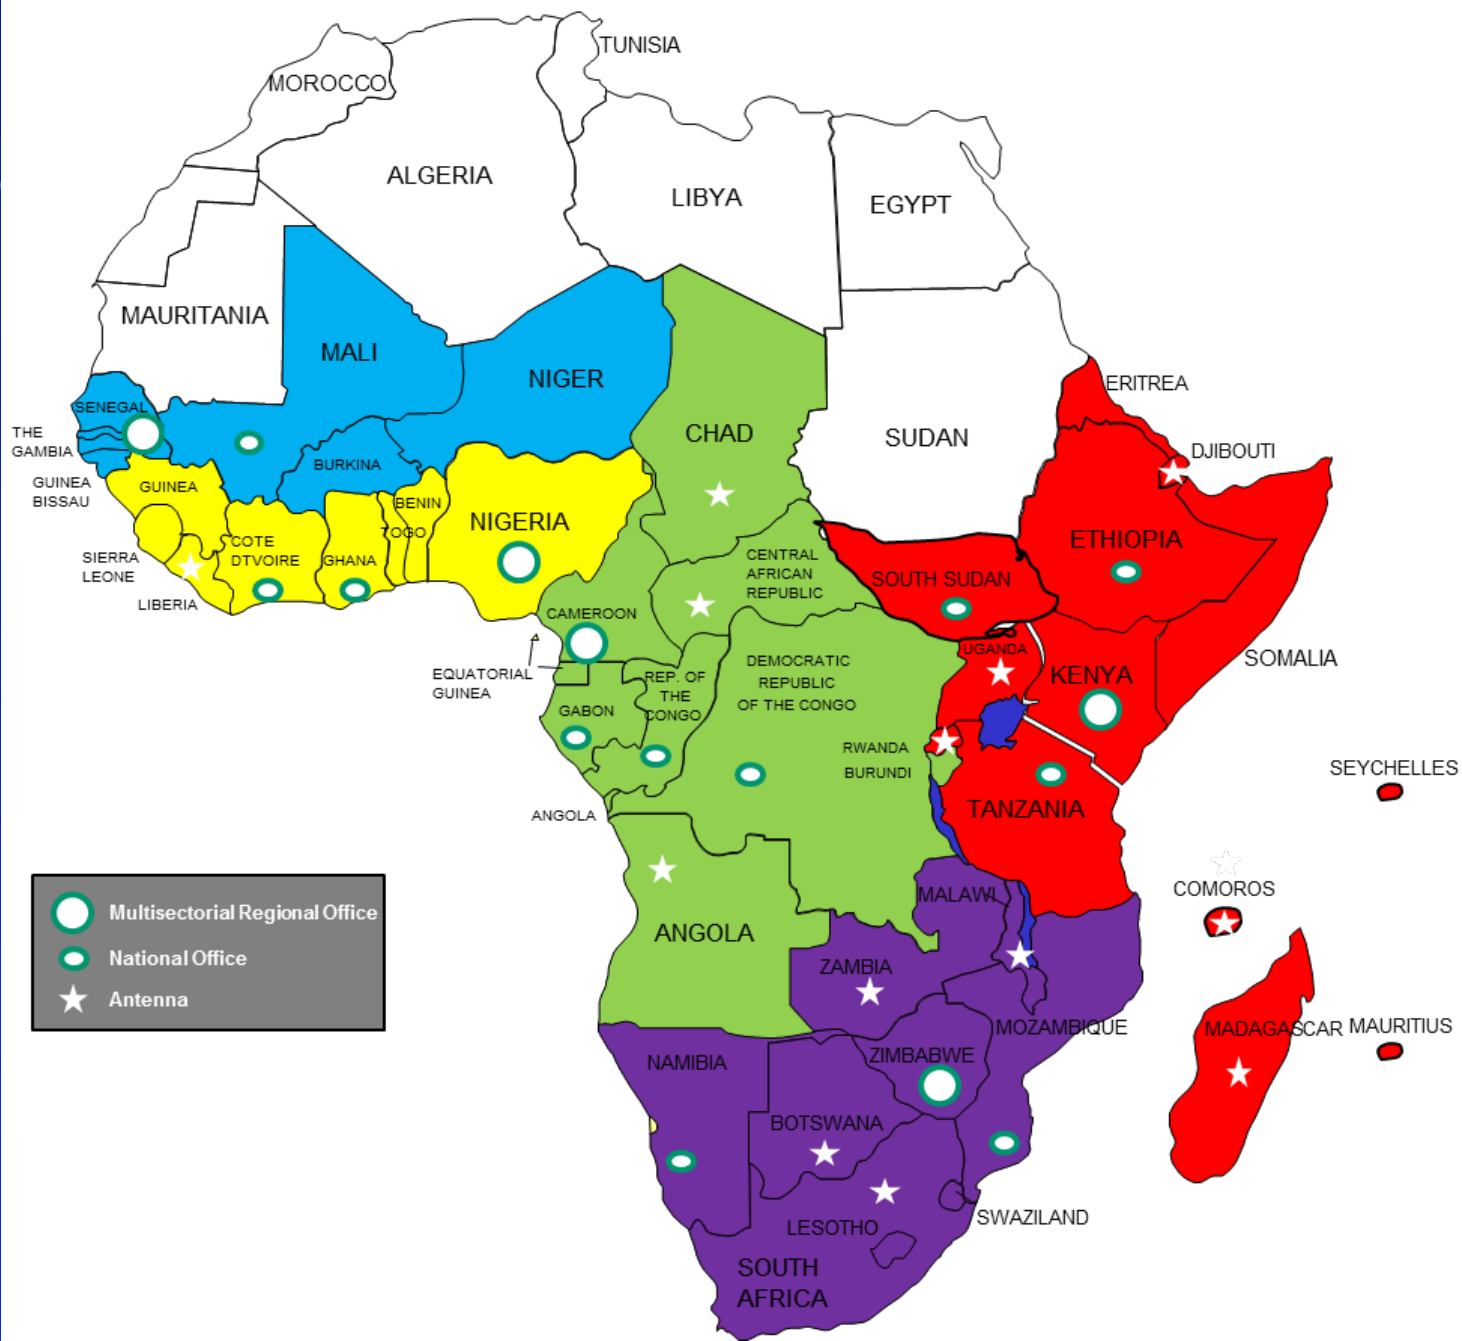 TUNISIA
MOROCCO
ALGERIA
LIBYA
EGYPT
MAURITANIA
MALI
NIGER
CHAD
SUDAN
ERITREA
SENEGAL
THE
GAMBIA
GUINEA
BISSAU
BURKINA
DJIBOUTI
GUINEA
BENIN
TOGO
NIGERIA
COTE
DTVOIRE
GHANA
SIERRA
LEONE
LIBERIA
CENTRAL
AFRICAN
REPUBLIC
SOUTH SUDAN
ETHIOPIA
CAMEROON
UGANDA
KENYA
SOMALIA
EQUATORIAL
GUINEA
REP. OF
THE
CONGO
DEMOCRATIC
REPUBLIC
OF THE CONGO
GABON
RWANDA
BURUNDI
SEYCHELLES
TANZANIA
ANGOLA
COMOROS
MALAWI
ANGOLA
ZAMBIA
MOZAMBIQUE
MADAGASCAR
MAURITIUS
NAMIBIA
ZIMBABWE
BOTSWANA
SWAZILAND
LESOTHO
SOUTH
AFRICA
Multisectorial Regional Office
National Office
Antenna